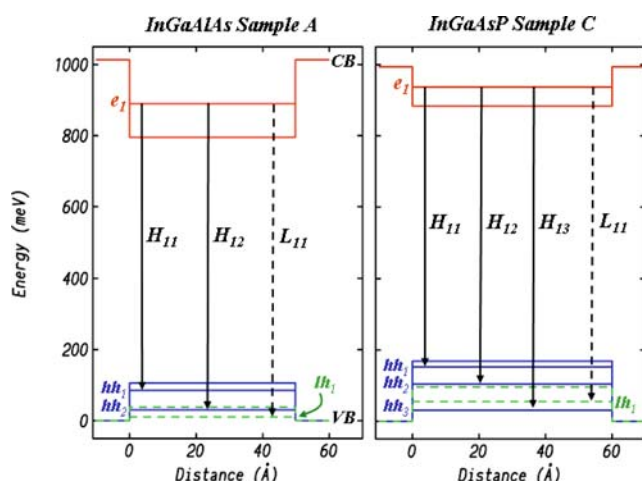 InGaAlAs Sample A
InGaAsP Sample C
1000
800
600
400
200
0
Energy (meV)
CB
e1
H11
H12
L11
hh1
hh2
lh1
VB
0
20
40
60
Distance (Å)
e1
H11
H12
H13
L11
hh1
hh2
hh3
lh1
0
20
40
60
Distance (Å)